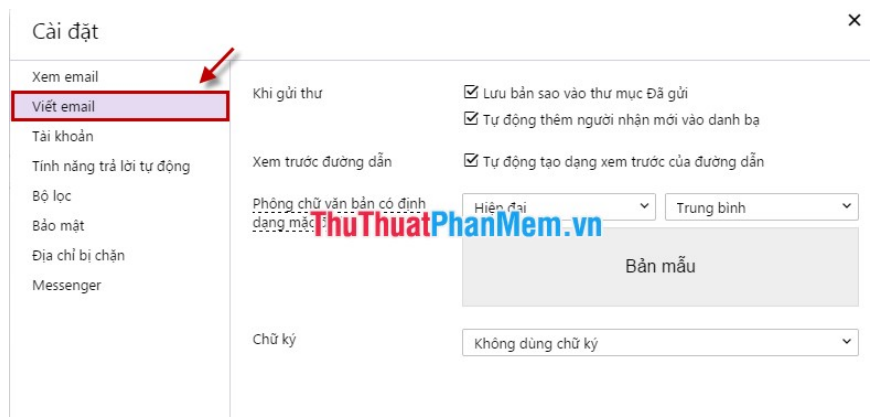 Cài đặt
Xem email
Viết email
Tài khoản
Tính năng trả lời tự động
Bộ lọc
Bảo mật
Địa chỉ bị chặn
Messenger
Khi gửi thư
Lưu bản sao vào thư mục Đã gửi
Tự động thêm người nhận mới vào danh bạ
Xem trước đường dẫn
Tự động tạo dạng xem trước của đường dẫn
Phông chữ văn bản có định
dạng mặc
Hiện đại
Trung bình
ThuThuatPhanMem.vn
Bản mẫu
Chữ ký
Không dùng chữ ký